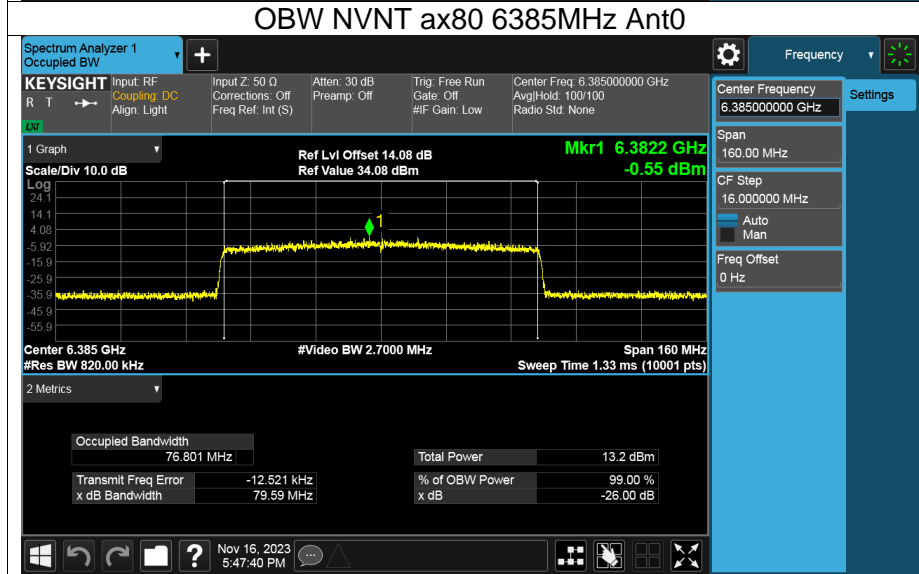 OBW NVNT ax80 6385MHz Ant0
Spectrum Analyzer 1
Occupied BW
+
Frequency
KEYSIGHT
R T
LXI
Input: RF
Coupling: DC
Align: Light
Input Z: 50 Ω
Corrections: Off
Freq Ref: Int (S)
Atten: 30 dB
Preamp: Off
Trig: Free Run
Gate: Off
#IF Gain: Low
Center Freq: 6.385000000 GHz
Avg|Hold: 100/100
Radio Std: None
Center Frequency
6.385000000 GHz
Settings
Span
160.00 MHz
CF Step
16.000000 MHz
Auto
Man
Freq Offset
0 Hz
1 Graph
Scale/Div 10.0 dB
Ref Lvl Offset 14.08 dB
Ref Value 34.08 dBm
Mkr1 6.3822 GHz
-0.55 dBm
Log
24.1
14.1
4.08
-5.92
-15.9
-25.9
-35.9
-45.9
-55.9
1
Center 6.385 GHz
#Video BW 2.7000 MHz
Span 160 MHz
#Res BW 820.00 kHz
Sweep Time 1.33 ms (10001 pts)
2 Metrics
Occupied Bandwidth
76.801 MHz
Total Power 13.2 dBm
Transmit Freq Error -12.521 kHz
% of OBW Power 99.00 %
x dB Bandwidth 79.59 MHz
x dB -26.00 dB
?
Nov 16, 2023
5:47:40 PM